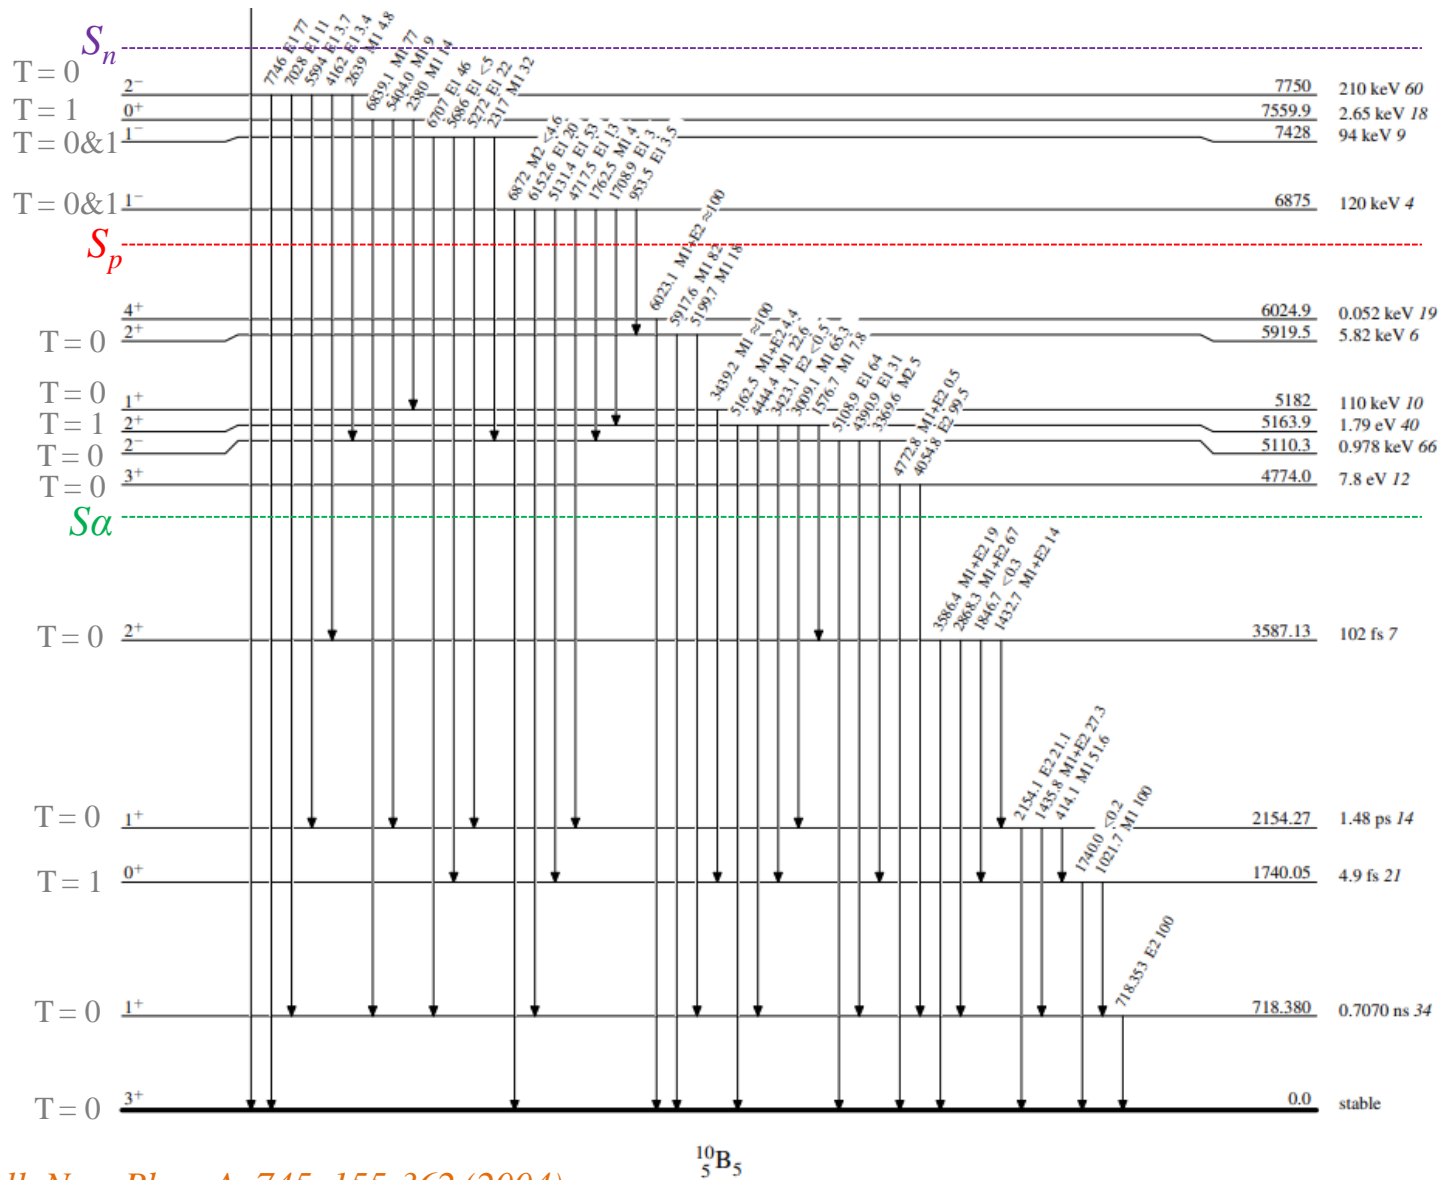 7746 E1 77
7028 E1 11
5594 E1 3.7
4162 E1 3.4
2639 M1 4.8
6839.1 M1 77
5404.0 M1 9
2380 M1 14
6707 E1 46
5686 E1 <5
5272 E1 22
2317 M1 32
6872 M2 <4.6
6152.6 E1 20
5131.4 E1 53
4717.5 E1 13
1762.5 M1 4
1708.9 E1 3
953.5 E1 3.5
6023.1 M1+E2 ≈100
5917.6 M1 82
5199.7 M1 18
3439.2 M1 ≈100
5162.5 M1+E2 4.4
4444.4 M1 22.6
3423.1 E2 <0.5
3009.1 M1 65.3
1576.7 M1 7.8
5108.9 E1 64
4390.9 E1 31
3369.6 M2 5
4772.8 M1+E2 0.5
4054.8 E2 99.5
3586.4 M1+E2 19
2868.3 M1+E2 67
1846.7 <0.3
1432.7 M1+E2 14
2154.1 E2 21.1
1435.8 M1+E2 27.3
414.1 M1 51.6
1740.0 <0.2
1021.7 M1 100
718.353 E2 100
Sn
T = 0 2⁻ 7750 210 keV 60
T = 1 0⁺ 7559.9 2.65 keV 18
T = 0&1 1⁻ 7428 94 keV 9
T = 0&1 1⁻ 6875 120 keV 4
Sp
4⁺ 6024.9 0.052 keV 19
T = 0 2⁺ 5919.5 5.82 keV 6
T = 0 1⁺ 5182 110 keV 10
T = 1 2⁺ 5163.9 1.79 eV 40
T = 0 2⁻ 5110.3 0.978 keV 66
T = 0 3⁺ 4774.0 7.8 eV 12
Sα
T = 0 2⁺ 3587.13 102 fs 7
T = 0 1⁺ 2154.27 1.48 ps 14
T = 1 0⁺ 1740.05 4.9 fs 21
T = 0 1⁺ 718.380 0.7070 ns 34
T = 0 3⁺ 0.0 stable
¹⁰₅B₅